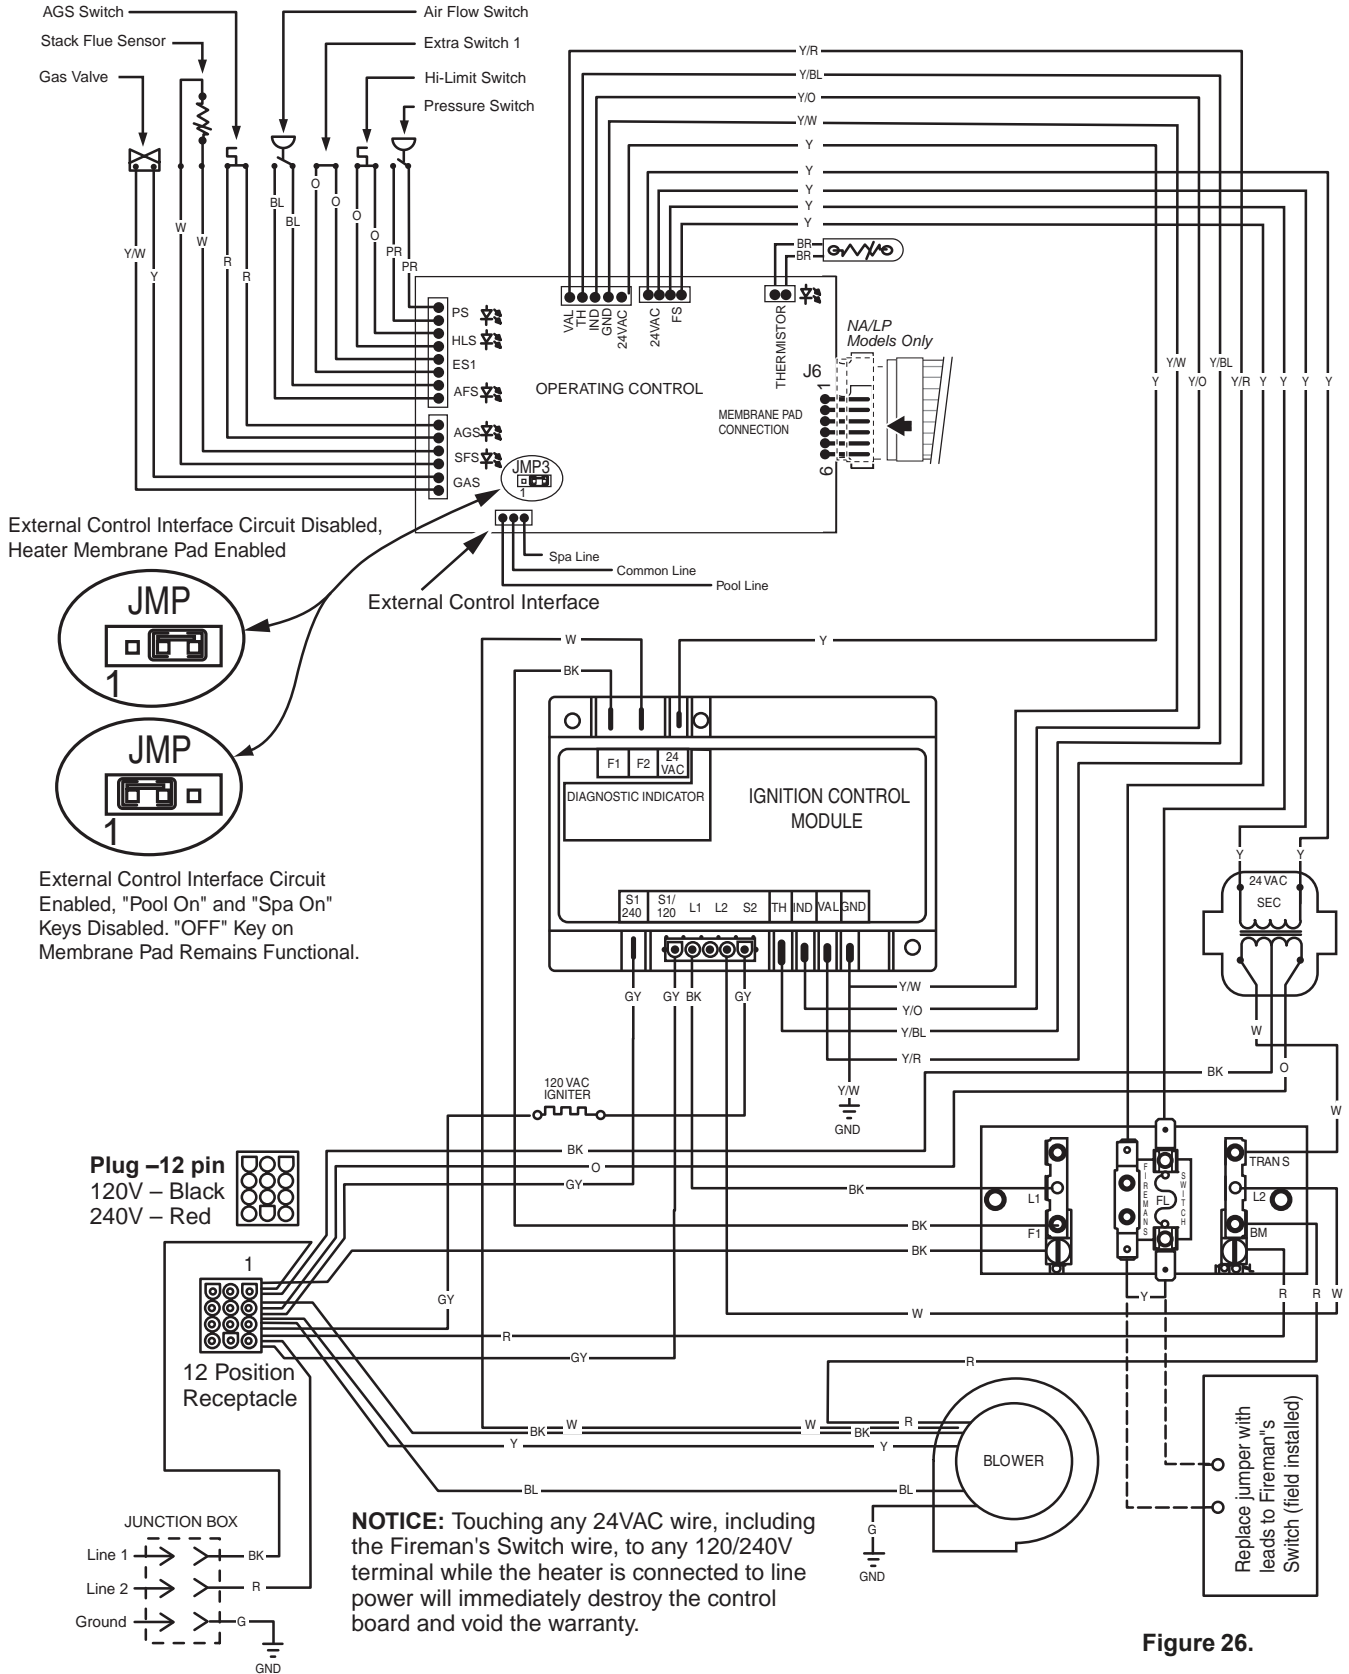 AGS Switch
Air Flow Switch
Stack Flue Sensor
Extra Switch 1
Gas Valve
Hi-Limit Switch
Pressure Switch
Y/R
Y/BL
Y/O
Y/W
Y
Y
Y
Y
Y
O
BL
O
BL
O
W
W
O
Y/W
R
PR
PR
Y
R
BR
BR
PS
HLS
ES1
AFS
AGS
SFS
GAS
VAL
TH
IND
GND
24VAC
24VAC
FS
THERMISTOR
NA/LP
Models Only
J6
1
6
OPERATING CONTROL
MEMBRANE PAD
CONNECTION
JMP3
1
Y
Y/W
Y/O
Y/BL
Y/R
Y
Y
Y
Y
External Control Interface Circuit Disabled,
Heater Membrane Pad Enabled
Spa Line
Common Line
Pool Line
External Control Interface
JMP
1
JMP
1
External Control Interface Circuit
Enabled, "Pool On" and "Spa On"
Keys Disabled. "OFF" Key on
Membrane Pad Remains Functional.
W
BK
Y
F1
F2
24
VAC
DIAGNOSTIC INDICATOR
IGNITION CONTROL
MODULE
S1
240
S1/
120
L1
L2
S2
TH
IND
VAL
GND
Y
Y
24 VAC
SEC
W
O
GY
GY
BK
GY
Y/W
Y/O
Y/BL
Y/R
BK
Y/W
GND
W
120 VAC
IGNITER
BK
O
GY
BK
BK
BK
Plug –12 pin
120V – Black
240V – Red
L1
F1
FIREMANS
FL
SWITCH
TRANS
L2
BM
1
12 Position
Receptacle
GY
R
GY
W
Y
R
R
W
R
W
BK
Y
BL
W
BK
Y
BL
R
BLOWER
G
GND
Replace jumper with
leads to Fireman"s
Switch (field installed)
JUNCTION BOX
Line 1
BK
Line 2
R
Ground
G
GND
NOTICE: Touching any 24VAC wire, including
the Fireman's Switch wire, to any 120/240V
terminal while the heater is connected to line
power will immediately destroy the control
board and void the warranty.
Figure 26.